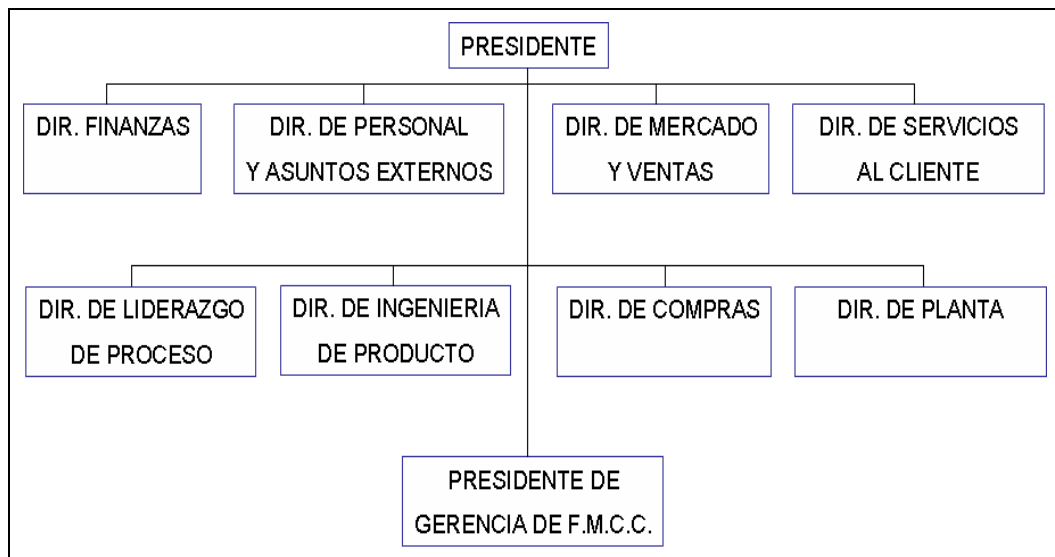 PRESIDENTE
DIR. FINANZAS
DIR. DE PERSONAL
Y ASUNTOS EXTERNOS
DIR. DE MERCADO
Y VENTAS
DIR. DE SERVICIOS
AL CLIENTE
DIR. DE LIDERAZGO
DE PROCESO
DIR. DE INGENIERIA
DE PRODUCTO
DIR. DE COMPRAS
DIR. DE PLANTA
PRESIDENTE DE
GERENCIA DE F.M.C.C.